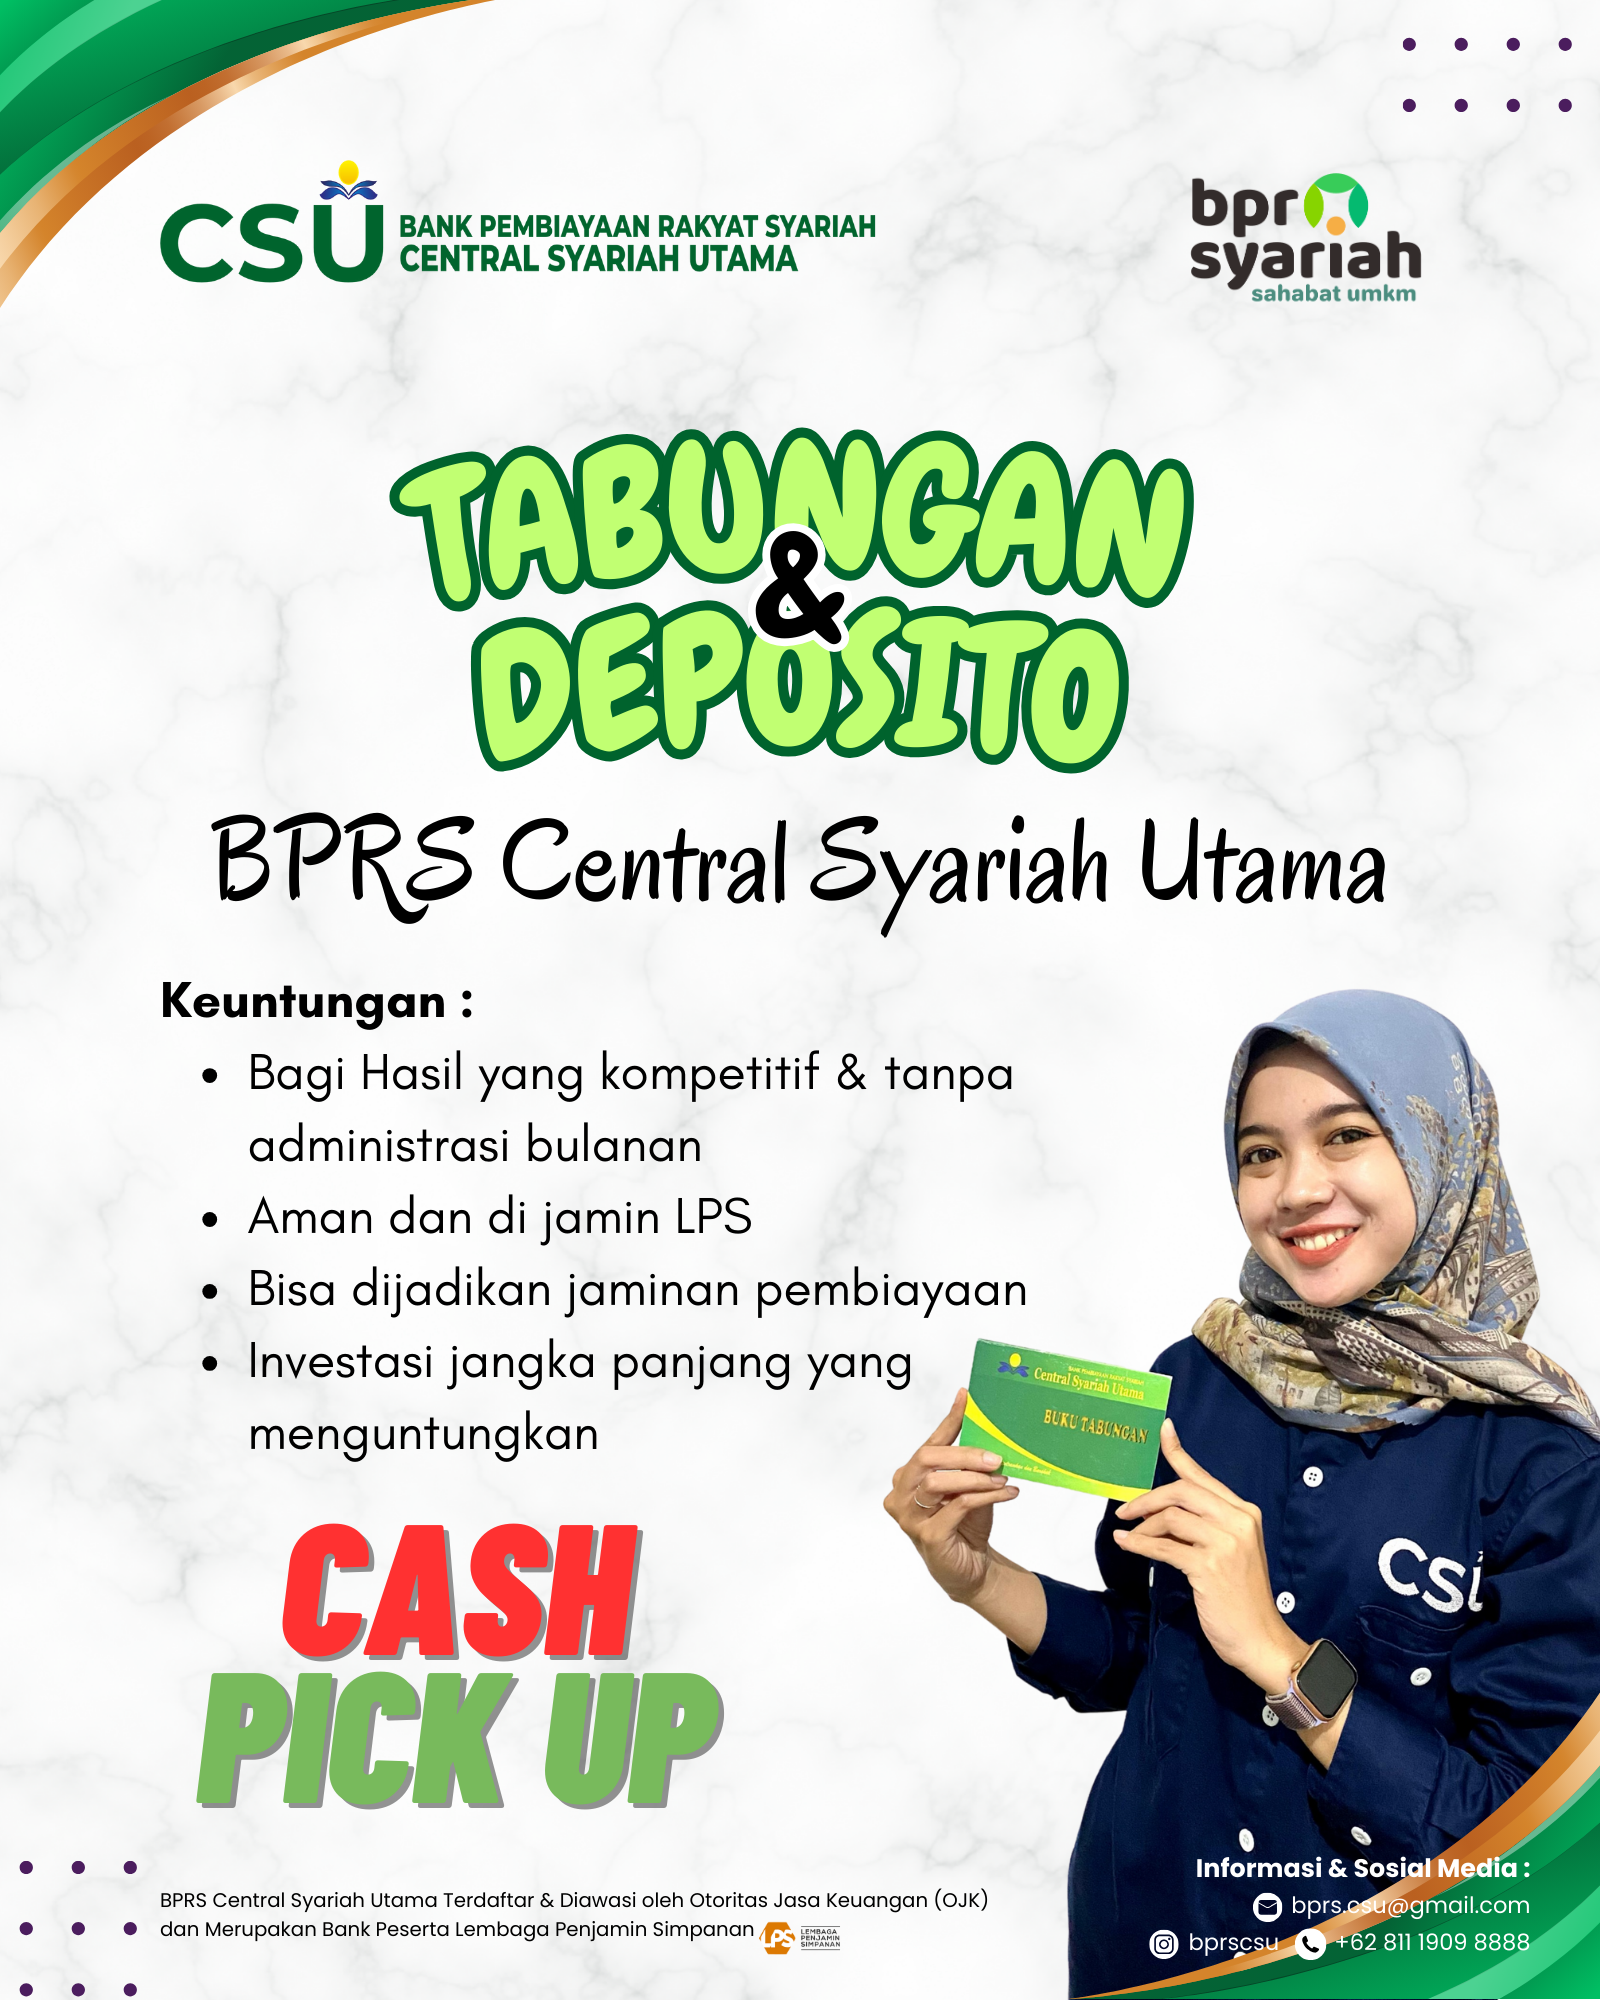 CSU BANK PEMBIAYAAN RAKYAT SYARIAH
CENTRAL SYARIAH UTAMA
bpr
syariah
sahabat umkm
TABUNGAN
&
DEPOSITO
BPRS Central Syariah Utama
Keuntungan :
• Bagi Hasil yang kompetitif & tanpa
administrasi bulanan
• Aman dan di jamin LPS
• Bisa dijadikan jaminan pembiayaan
• Investasi jangka panjang yang
menguntungkan
Central Syariah Utama
BUKU TABUNGAN
CSU
CASH
PICK UP
BPRS Central Syariah Utama Terdaftar & Diawasi oleh Otoritas Jasa Keuangan (OJK)
dan Merupakan Bank Peserta Lembaga Penjamin Simpanan
LPS
LEMBAGA
PENJAMIN
SIMPANAN
Informasi & Sosial Media :
bprs.csu@gmail.com
bprscsu +62 811 1909 8888